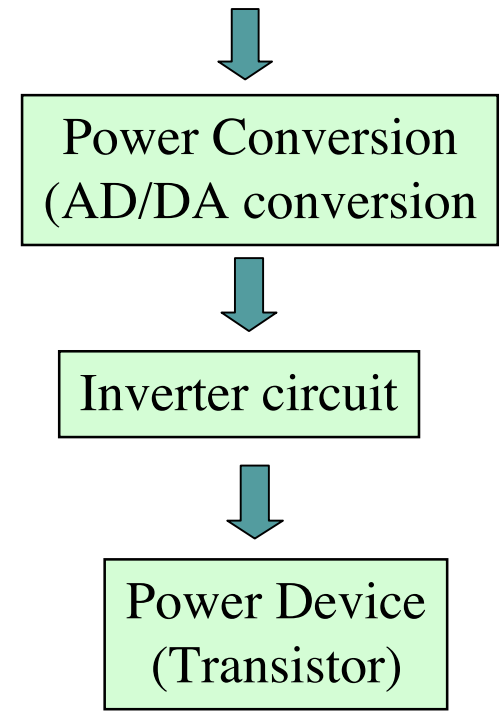 Power Conversion
(AD/DA conversion
Inverter circuit
Power Device
(Transistor)